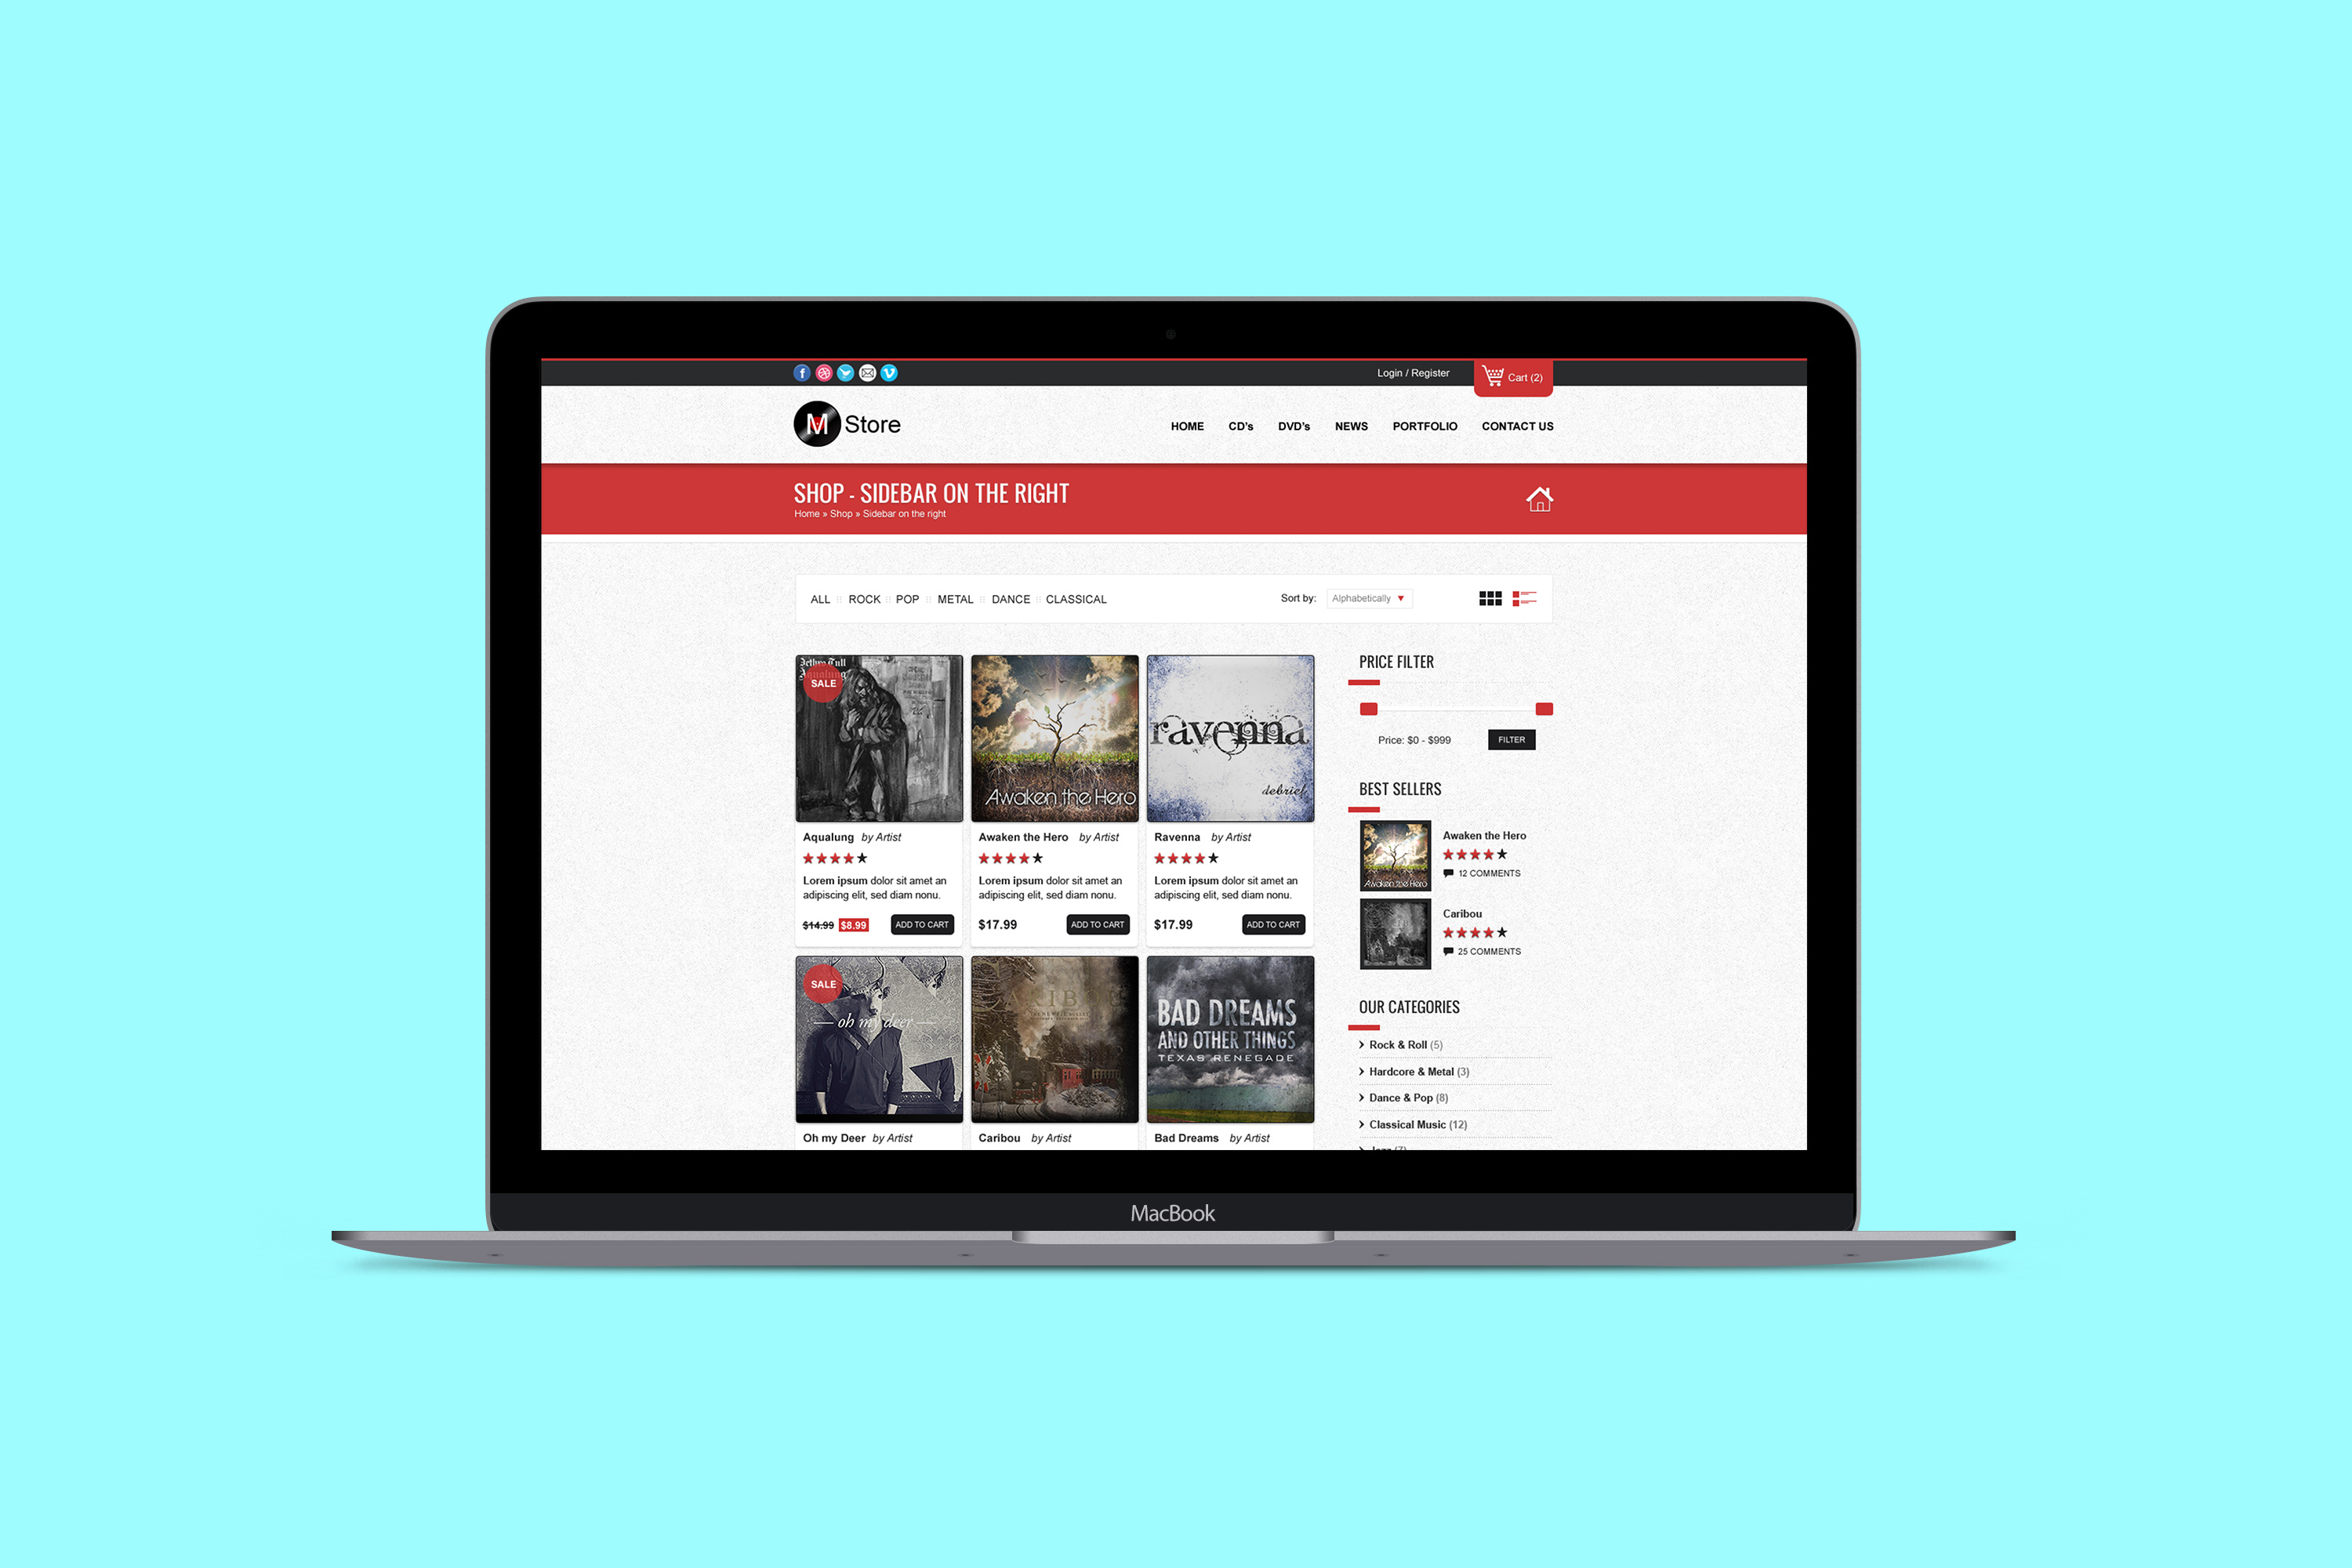 Login / Register
Cart (2)
M Store
HOME CD's DVD's NEWS PORTFOLIO CONTACT US
SHOP - SIDEBAR ON THE RIGHT
Home » Shop » Sidebar on the right
ALL ROCK POP METAL DANCE CLASSICAL
Sort by: Alphabetically
Jethro Tull
Aqualung
SALE
Awaken the Hero
ravenna
debriel
Aqualung by Artist
Lorem ipsum dolor sit amet an
adipiscing elit, sed diam nonu.
$14.99 $8.99 ADD TO CART
Awaken the Hero by Artist
Lorem ipsum dolor sit amet an
adipiscing elit, sed diam nonu.
$17.99 ADD TO CART
Ravenna by Artist
Lorem ipsum dolor sit amet an
adipiscing elit, sed diam nonu.
$17.99 ADD TO CART
SALE
oh my deer
BAD DREAMS
AND OTHER THINGS
TEXAS RENEGADE
Oh my Deer by Artist
Caribou by Artist
Bad Dreams by Artist
PRICE FILTER
Price: $0 - $999 FILTER
BEST SELLERS
Awaken the Hero
Awaken the Hero
12 COMMENTS
Caribou
25 COMMENTS
OUR CATEGORIES
Rock & Roll (5)
Hardcore & Metal (3)
Dance & Pop (8)
Classical Music (12)
Jazz (7)
MacBook